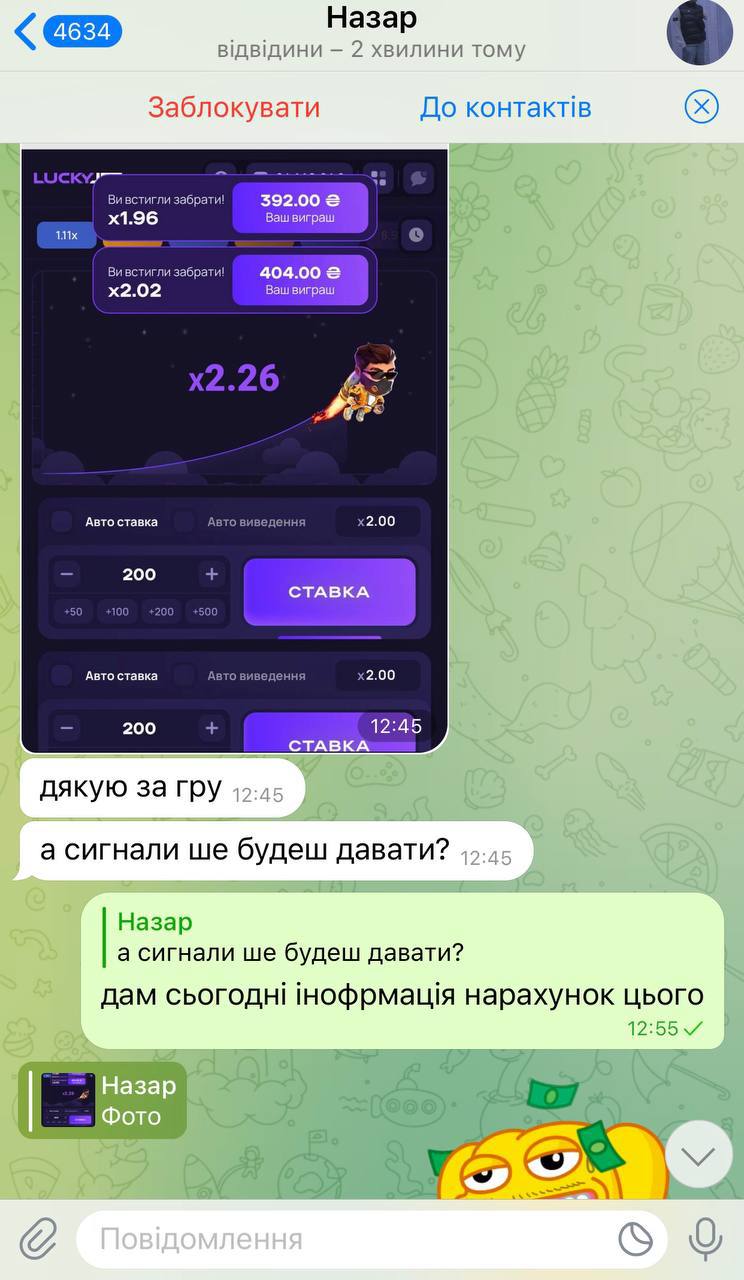 4634
Назар
відвідини – 2 хвилини тому
Заблокувати
До контактів
LUCKY
Ви встигли забрати!
x1.96
392.00 ₴
Ваш виграш
1.11x
Ви встигли забрати!
x2.02
404.00 ₴
Ваш виграш
x2.26
Авто ставка
Авто виведення
x2.00
200
+50 +100 +200 +500
СТАВКА
Авто ставка
Авто виведення
x2.00
200
СТАВКА
12:45
дякую за гру 12:45
а сигнали ше будеш давати? 12:45
Назар
а сигнали ше будеш давати?
дам сьогодні інофрмація нарахунок цього
12:55
Назар
Фото
Повідомлення